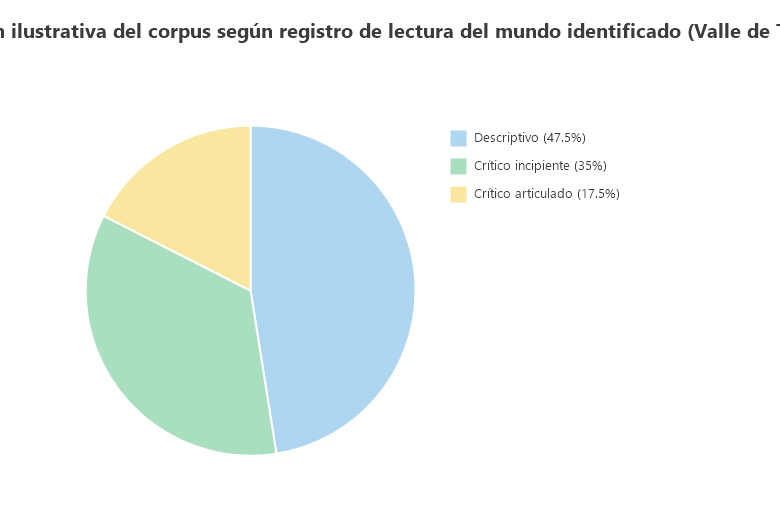 ilustrativa del corpus según registro de lectura del mundo identificado (Valle de
Descriptivo (47.5%)
Crítico incipiente (35%)
Crítico articulado (17.5%)